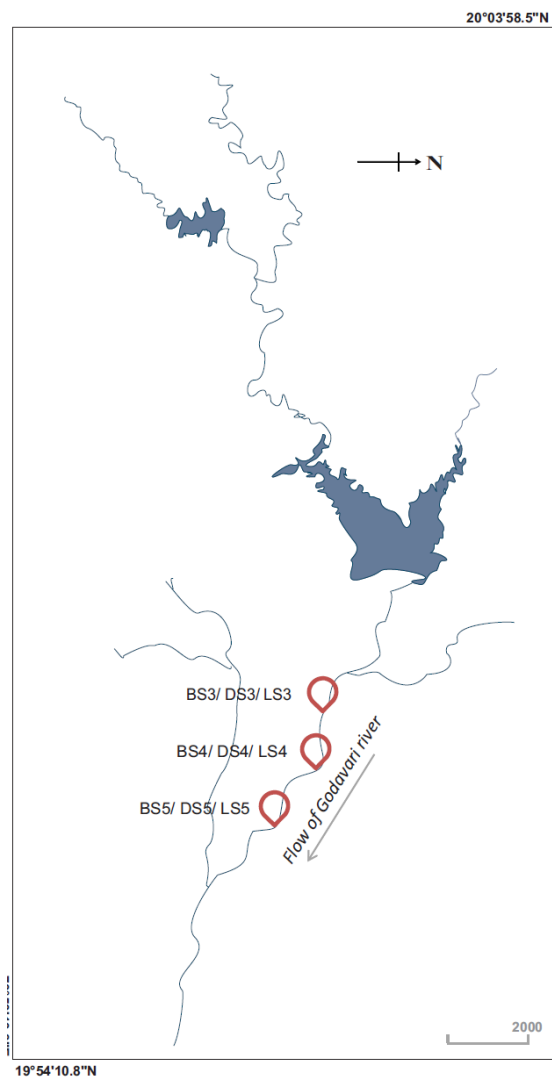 20°03'58.5"N
N
BS3/ DS3/ LS3
BS4/ DS4/ LS4
BS5/ DS5/ LS5
Flow of Godavari river
2000
19°54'10.8"N